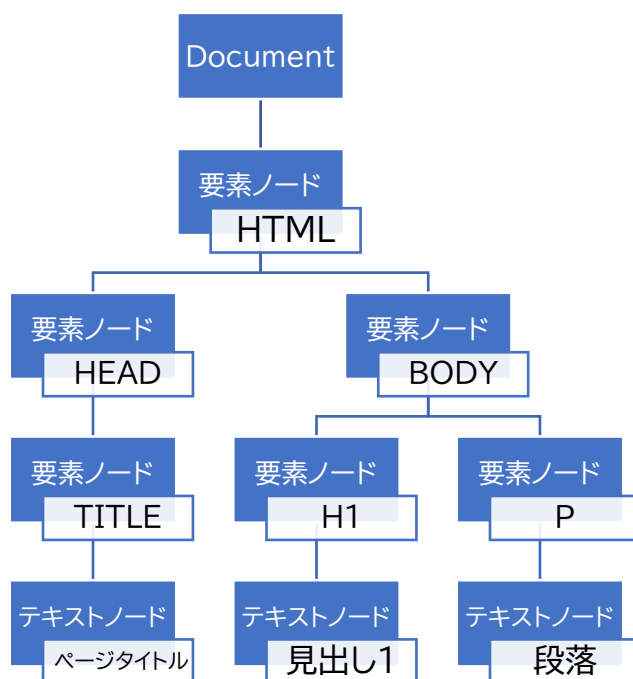 Document
要素ノード
HTML
要素ノード
HEAD
要素ノード
BODY
要素ノード
TITLE
要素ノード
H1
要素ノード
P
テキストノード
ページタイトル
テキストノード
見出し1
テキストノード
段落